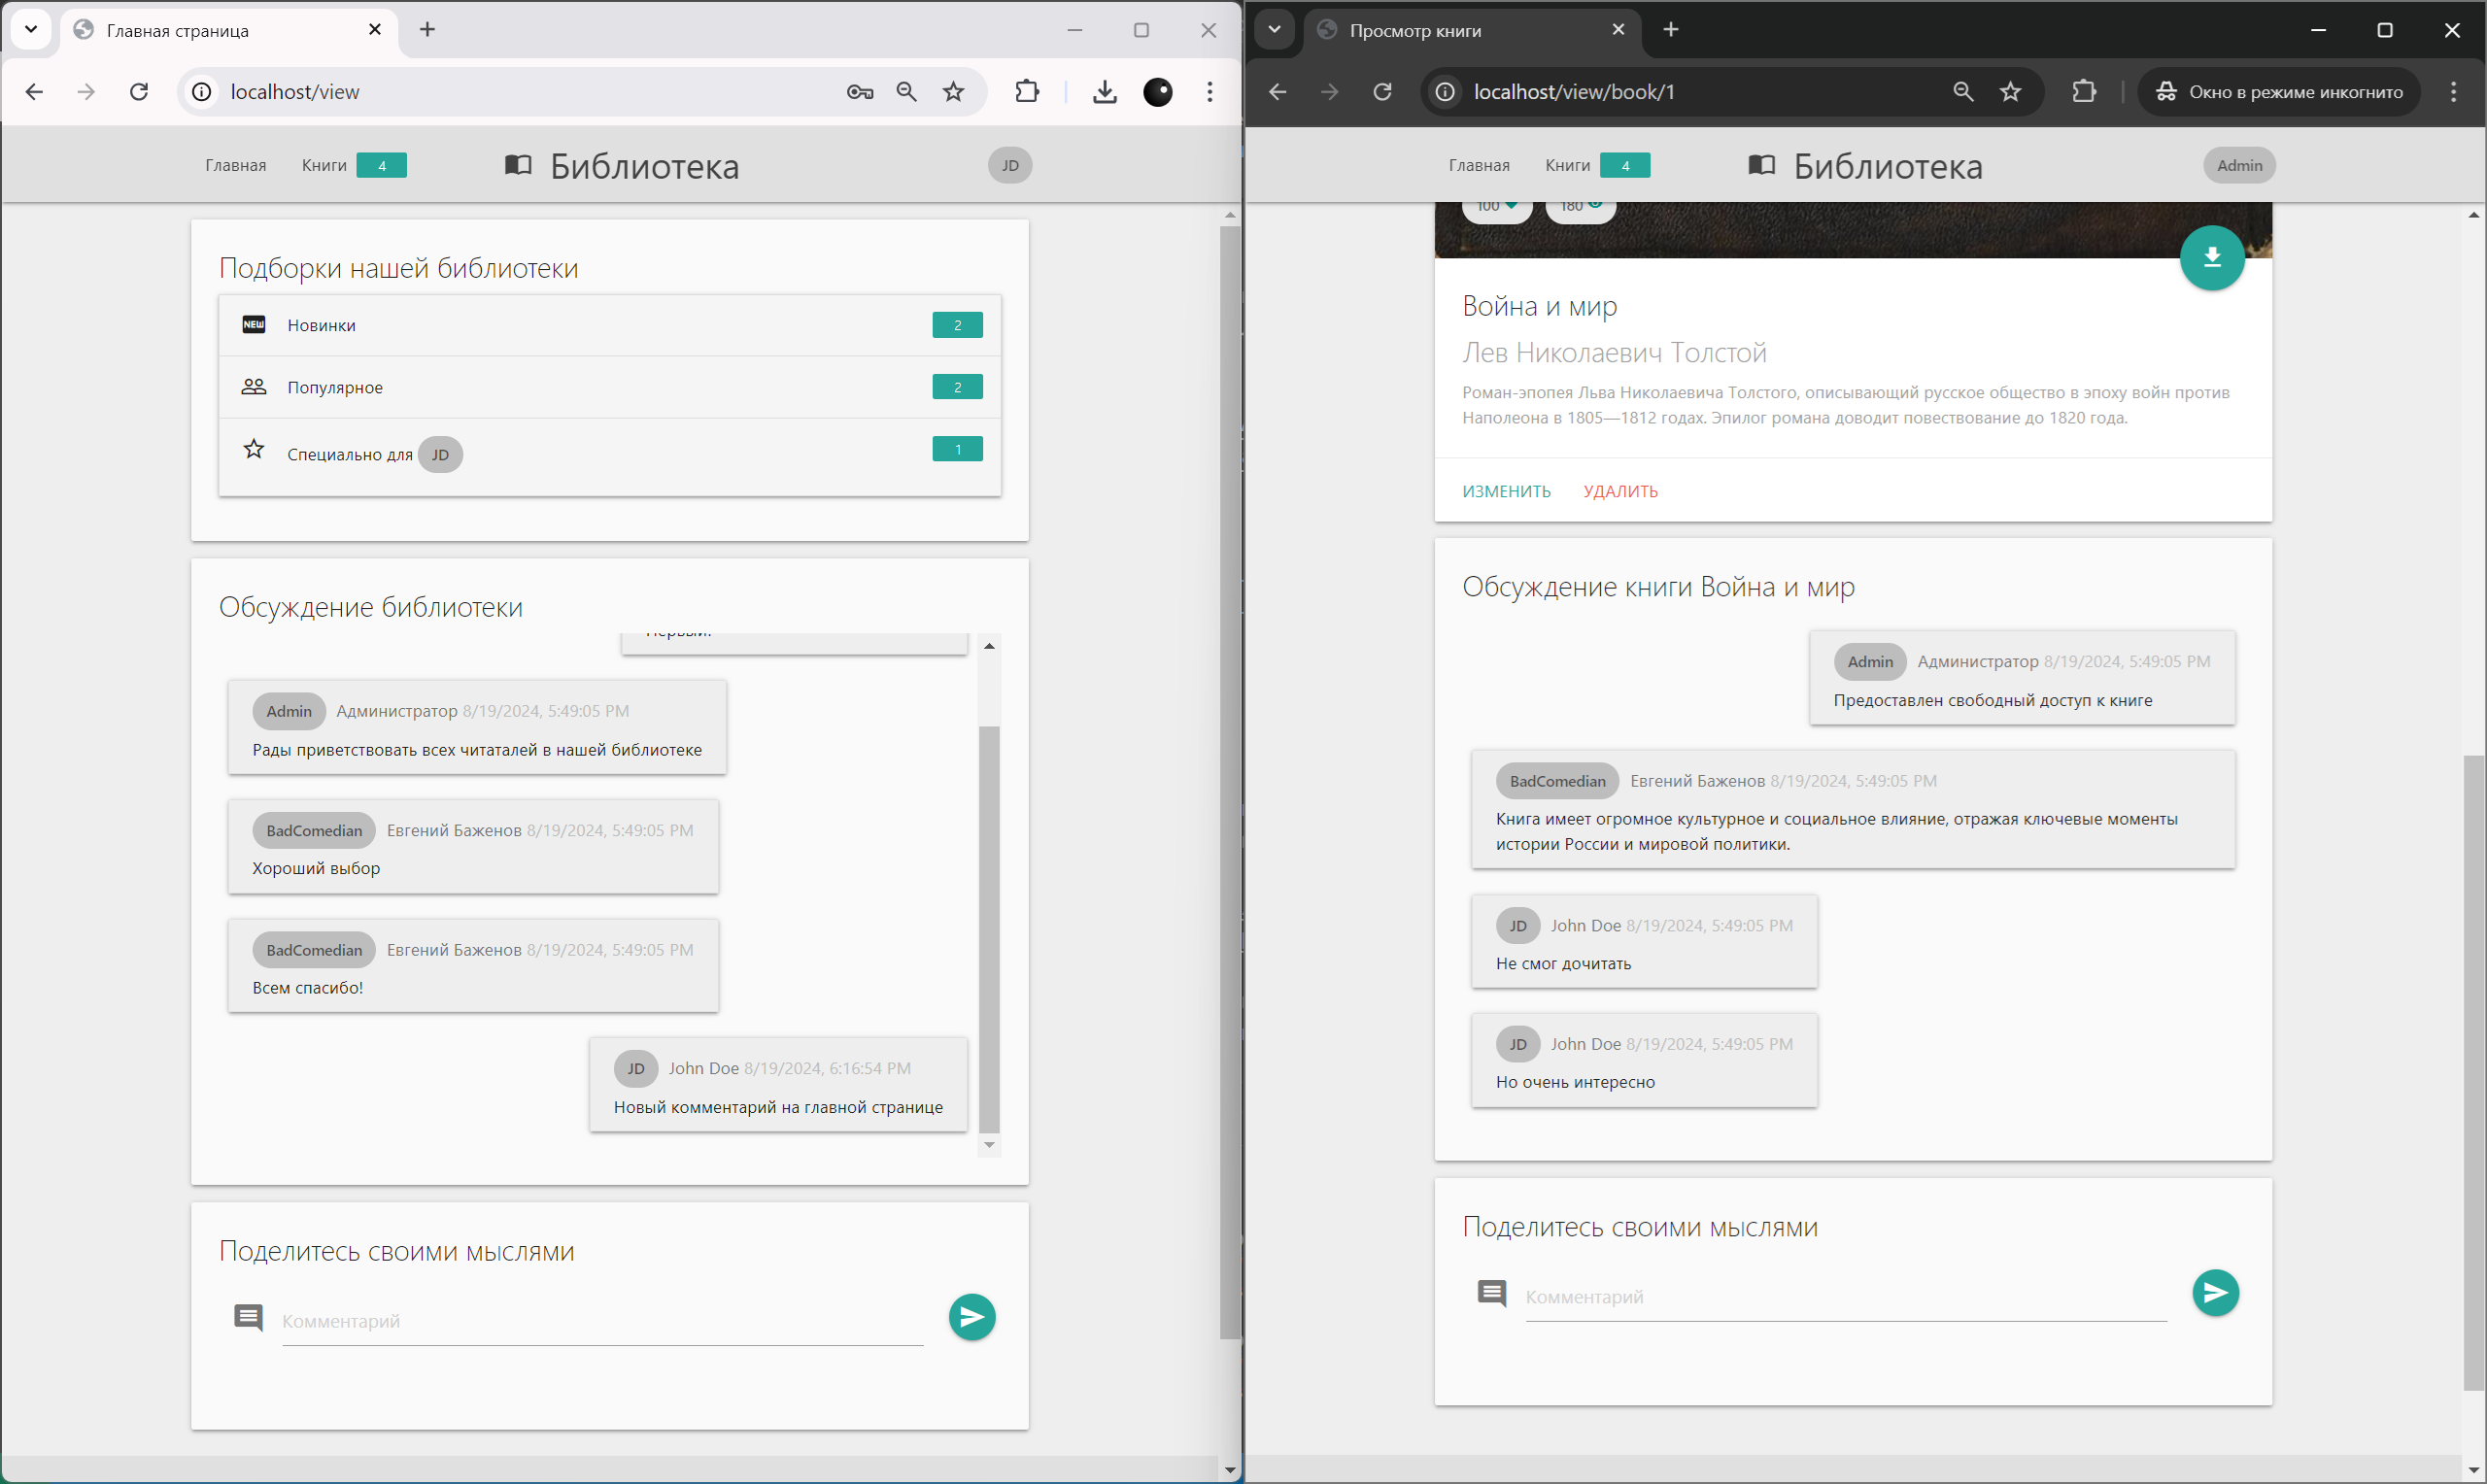 Главная страница
localhost/view
Главная
Книги 4
Библиотека
JD
Подборки нашей библиотеки
NEW Новинки 2
Популярное 2
Специально для JD 1
Обсуждение библиотеки
Первый!
Admin Администратор 8/19/2024, 5:49:05 PM
Рады приветствовать всех читаталей в нашей библиотеке
BadComedian Евгений Баженов 8/19/2024, 5:49:05 PM
Хороший выбор
BadComedian Евгений Баженов 8/19/2024, 5:49:05 PM
Всем спасибо!
JD John Doe 8/19/2024, 6:16:54 PM
Новый комментарий на главной странице
Поделитесь своими мыслями
Комментарий
Просмотр книги
localhost/view/book/1
Окно в режиме инкогнито
Главная
Книги 4
Библиотека
Admin
100
180
Война и мир
Лев Николаевич Толстой
Роман-эпопея Льва Николаевича Толстого, описывающий русское общество в эпоху войн против
Наполеона в 1805—1812 годах. Эпилог романа доводит повествование до 1820 года.
ИЗМЕНИТЬ
УДАЛИТЬ
Обсуждение книги Война и мир
Admin Администратор 8/19/2024, 5:49:05 PM
Предоставлен свободный доступ к книге
BadComedian Евгений Баженов 8/19/2024, 5:49:05 PM
Книга имеет огромное культурное и социальное влияние, отражая ключевые моменты
истории России и мировой политики.
JD John Doe 8/19/2024, 5:49:05 PM
Не смог дочитать
JD John Doe 8/19/2024, 5:49:05 PM
Но очень интересно
Поделитесь своими мыслями
Комментарий